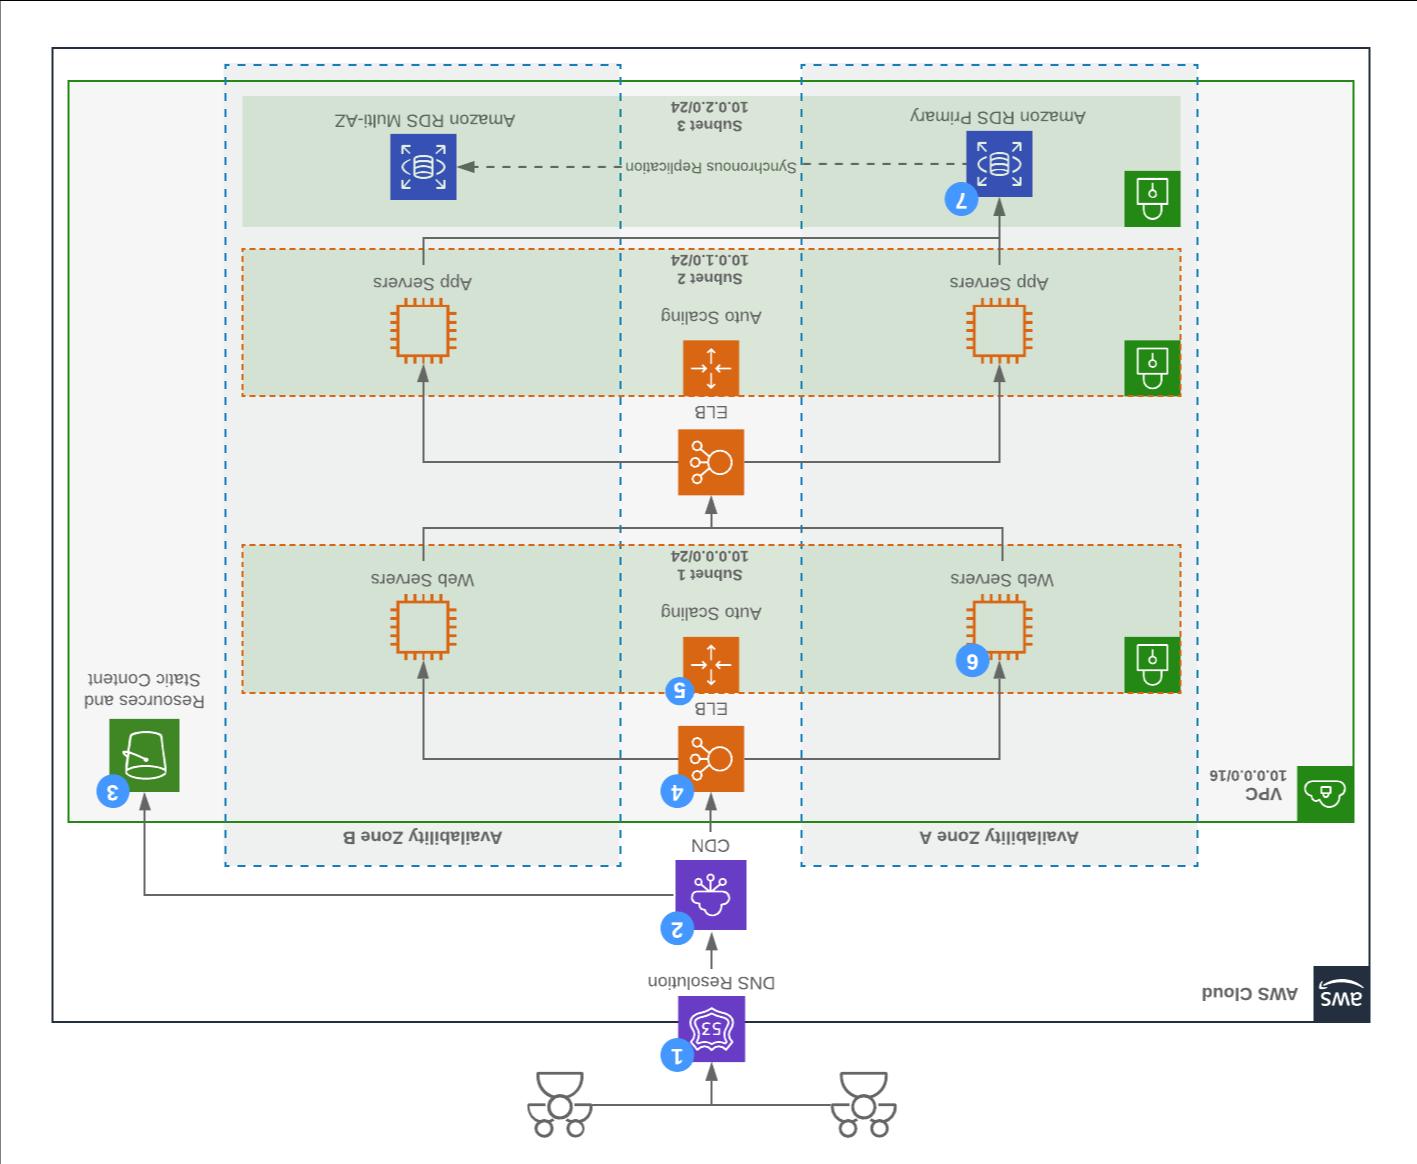 53
1
DNS Resolution
aws
AWS Cloud
2
CDN
VPC
10.0.0.0/16
Availability Zone A
Availability Zone B
3
Resources and
Static Content
4
ELB
5
Auto Scaling
6
Web Servers
Web Servers
Subnet 1
10.0.0.0/24
ELB
Auto Scaling
App Servers
App Servers
Subnet 2
10.0.1.0/24
7
Amazon RDS Primary
Synchronous Replication
Amazon RDS Multi-AZ
Subnet 3
10.0.2.0/24